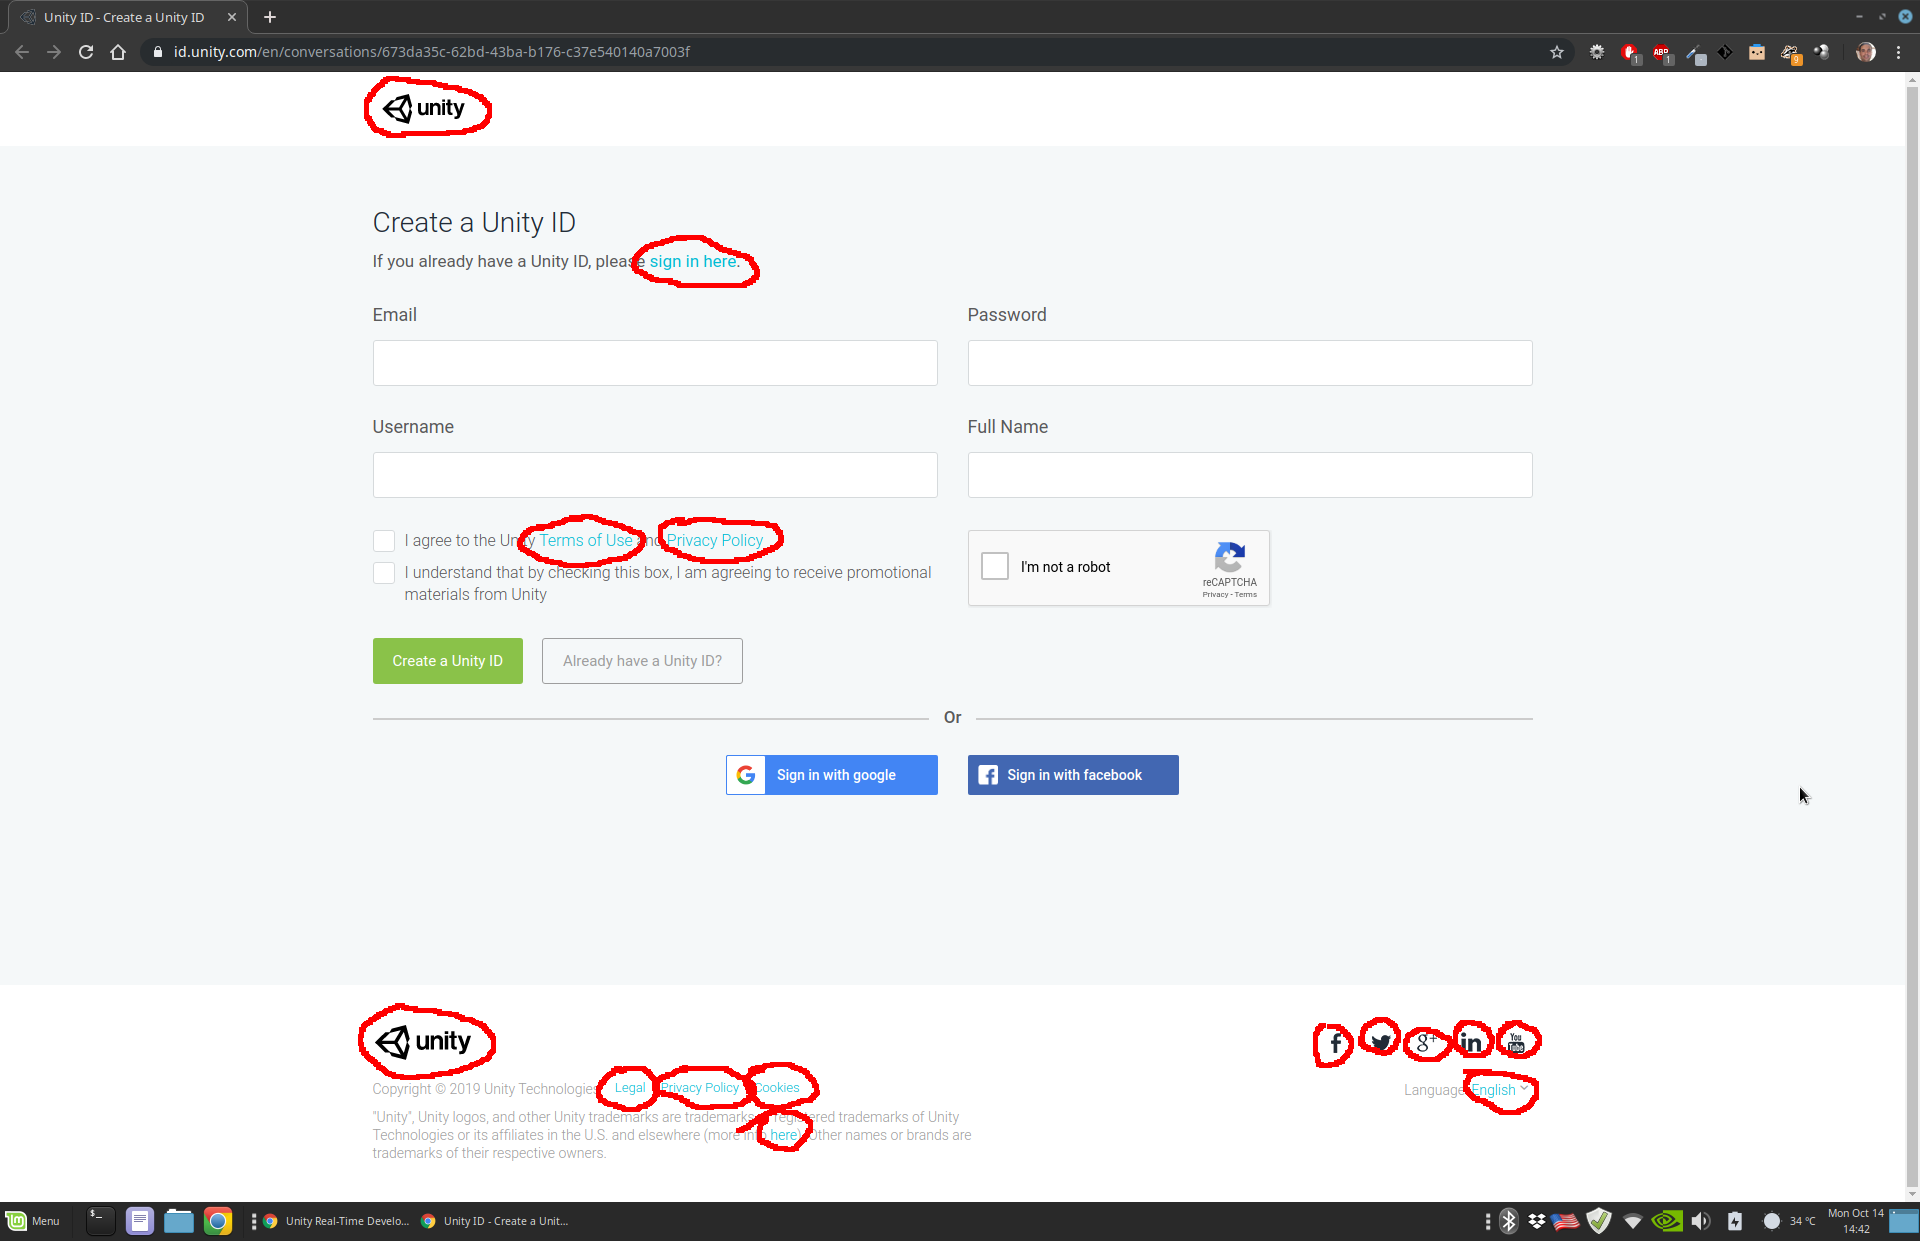 Unity ID - Create a Unity ID
id.unity.com/en/conversations/673da35c-62bd-43ba-b176-c37e540140a7003f
1
ABP
1
9
unity
Create a Unity ID
If you already have a Unity ID, please sign in here.
Email
Password
Username
Full Name
I agree to the Unity Terms of Use and Privacy Policy
I understand that by checking this box, I am agreeing to receive promotional
materials from Unity
I'm not a robot
reCAPTCHA
Privacy - Terms
Create a Unity ID
Already have a Unity ID?
Or
Sign in with google
Sign in with facebook
unity
f
g+
in
You
Tube
Copyright © 2019 Unity Technologies
Legal
Privacy Policy
Cookies
Language
English
"Unity", Unity logos, and other Unity trademarks are trademarks registered trademarks of Unity
Technologies or its affiliates in the U.S. and elsewhere (more info here). Other names or brands are
trademarks of their respective owners.
Menu
Unity Real-Time Develo...
Unity ID - Create a Unit...
34 °C
Mon Oct 14
14:42